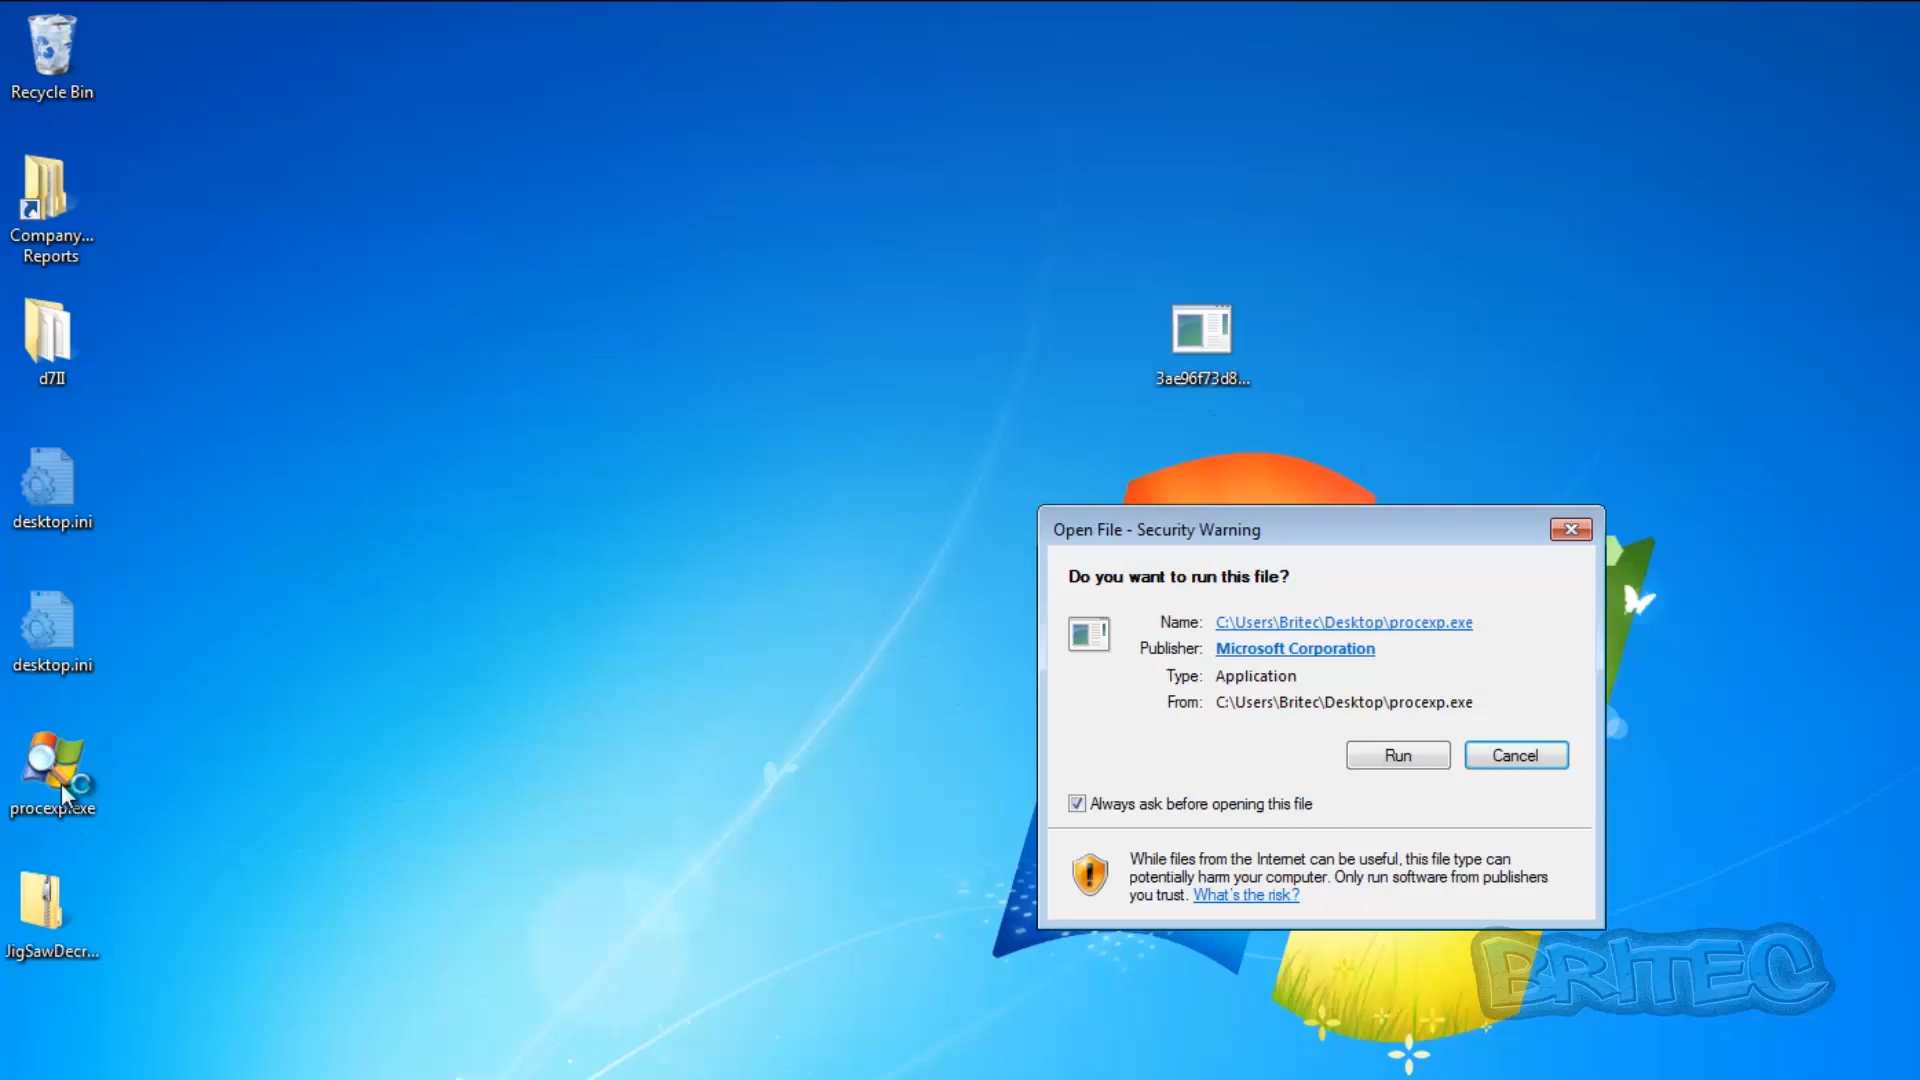 Recycle Bin
Company...
Reports
d7II
desktop.ini
desktop.ini
procexp.exe
JigSawDecr...
3ae96f73d8...
Open File - Security Warning
Do you want to run this file?
Name: C:\Users\Britec\Desktop\procexp.exe
Publisher: Microsoft Corporation
Type: Application
From: C:\Users\Britec\Desktop\procexp.exe
Run Cancel
Always ask before opening this file
While files from the Internet can be useful, this file type can
potentially harm your computer. Only run software from publishers
you trust. What's the risk?
BRITEC